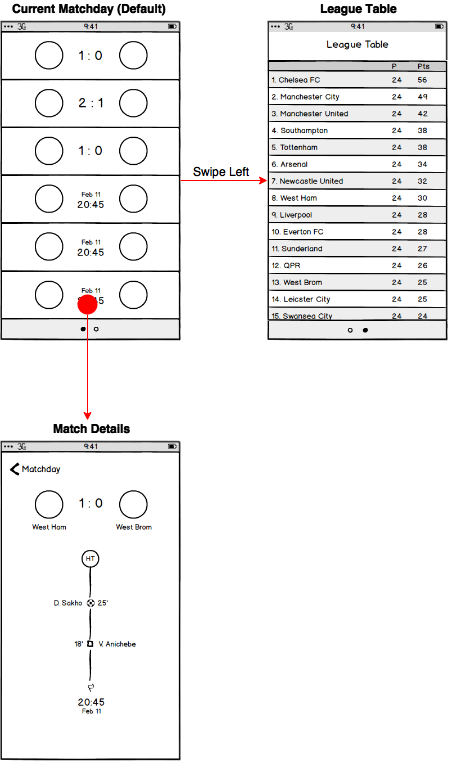 Current Matchday (Default)
3G 9:41
1 : 0
2 : 1
1 : 0
Feb 11
20:45
Feb 11
20:45
Feb 11
Swipe Left
League Table
3G 9:41
League Table
P Pts
1. Chelsea FC 24 56
2. Manchester City 24 49
3. Manchester United 24 42
4. Southampton 24 38
5. Tottenham 24 38
6. Arsenal 24 34
7. Newcastle United 24 32
8. West Ham 24 30
9. Liverpool 24 28
10. Everton FC 24 28
11. Sunderland 24 27
12. QPR 24 26
13. West Brom 24 25
14. Leicster City 24 25
15. Swansea City 24 24
Match Details
3G 9:41
Matchday
1 : 0
West Ham West Brom
HT
D. Sakho 25'
18' V. Anichebe
20:45
Feb 11